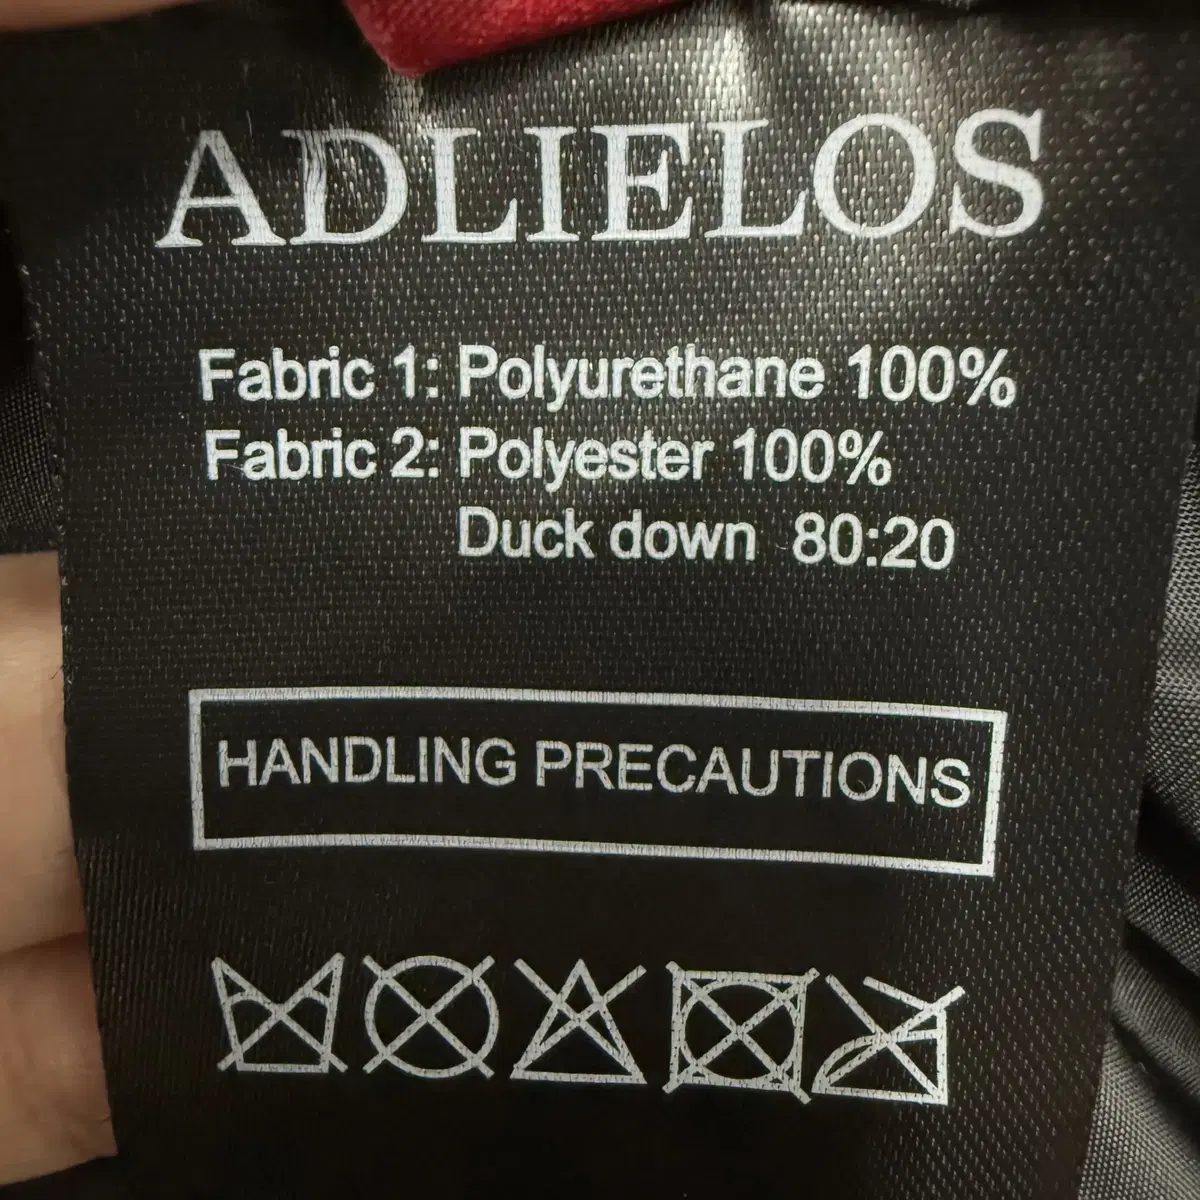 ADLIELOS
Fabric 1: Polyurethane 100%
Fabric 2: Polyester 100%
Duck down 80:20
HANDLING PRECAUTIONS